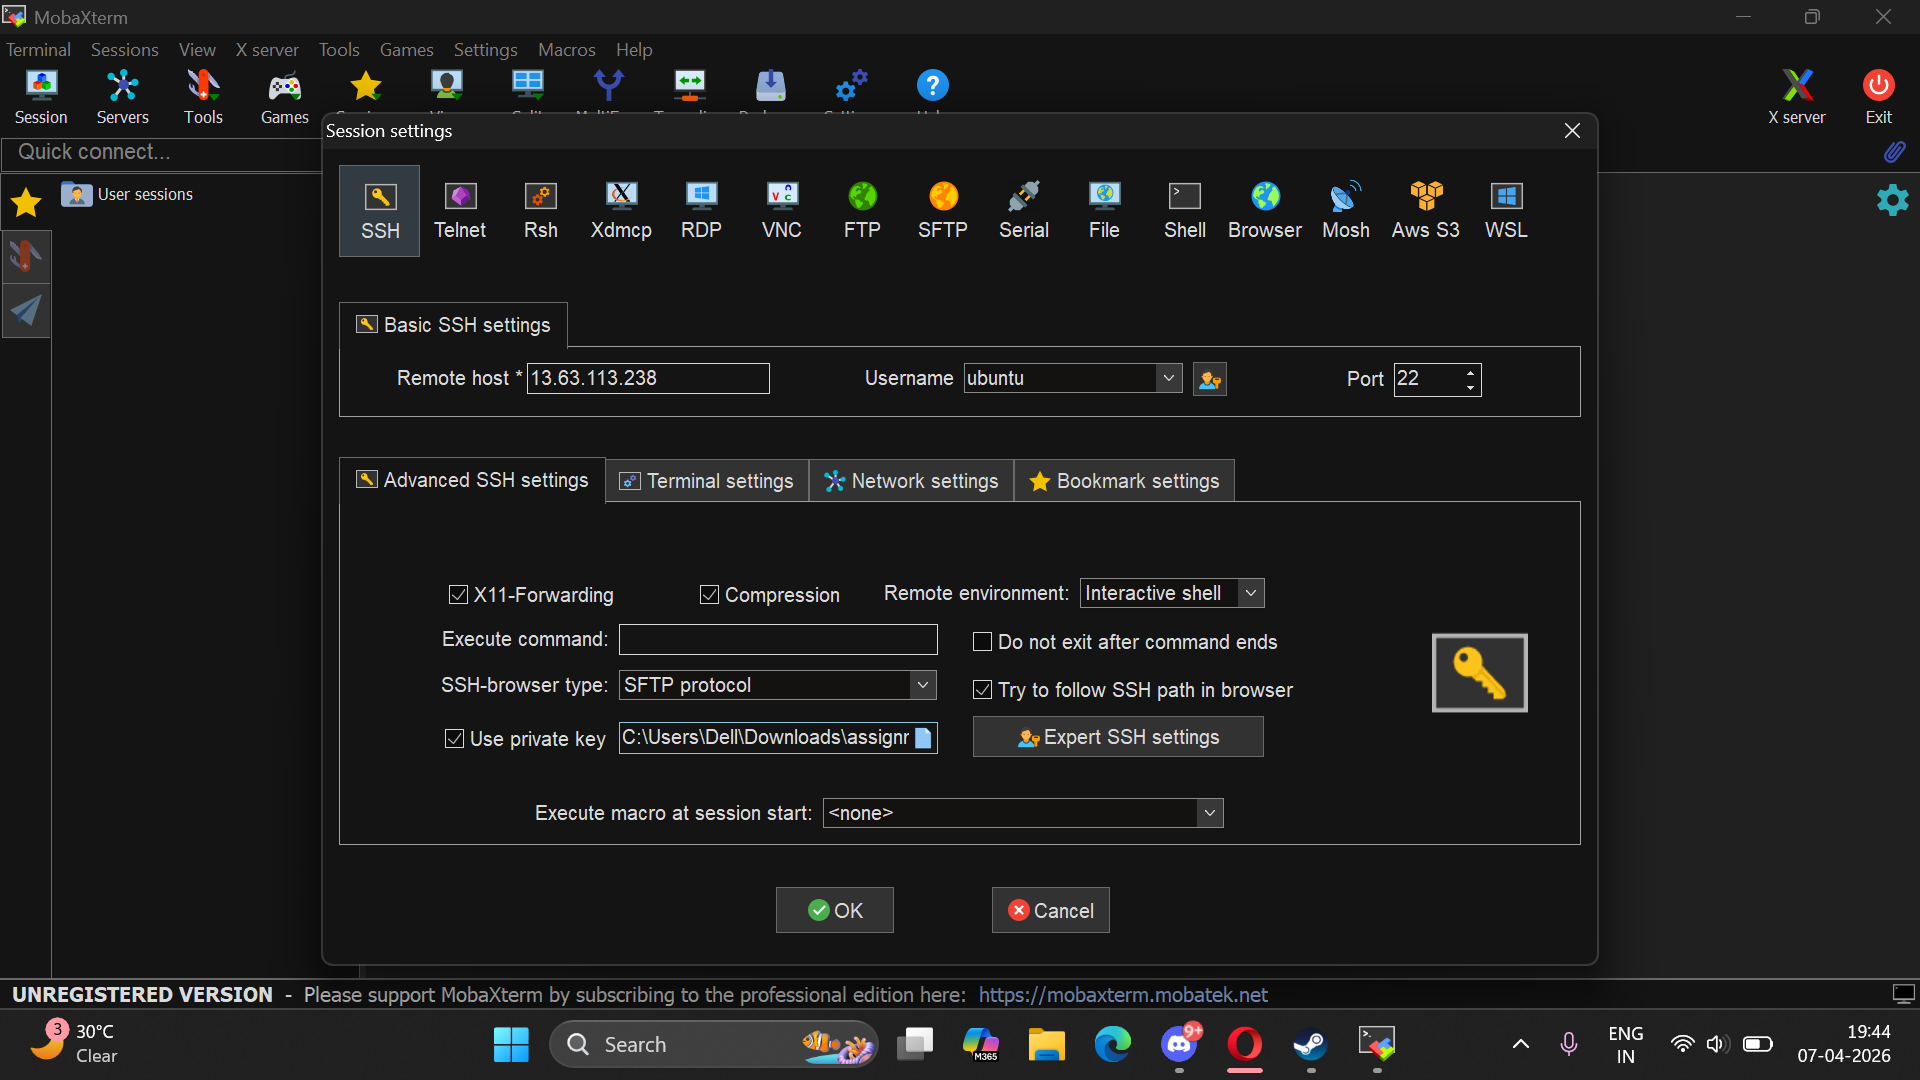 MobaXterm
Terminal Sessions View X server Tools Games Settings Macros Help
Session Servers Tools Games X server Exit
Quick connect...
User sessions
Session settings
SSH Telnet Rsh Xdmcp RDP VNC FTP SFTP Serial File Shell Browser Mosh Aws S3 WSL
Basic SSH settings
Remote host * 13.63.113.238 Username ubuntu Port 22
Advanced SSH settings Terminal settings Network settings Bookmark settings
X11-Forwarding Compression Remote environment: Interactive shell
Execute command: Do not exit after command ends
SSH-browser type: SFTP protocol Try to follow SSH path in browser
Use private key C:\Users\Dell\Downloads\assignr Expert SSH settings
Execute macro at session start: <none>
OK Cancel
UNREGISTERED VERSION - Please support MobaXterm by subscribing to the professional edition here: https://mobaxterm.mobatek.net
3 30°C
Clear
Search
M365
9+
ENG
IN
19:44
07-04-2026